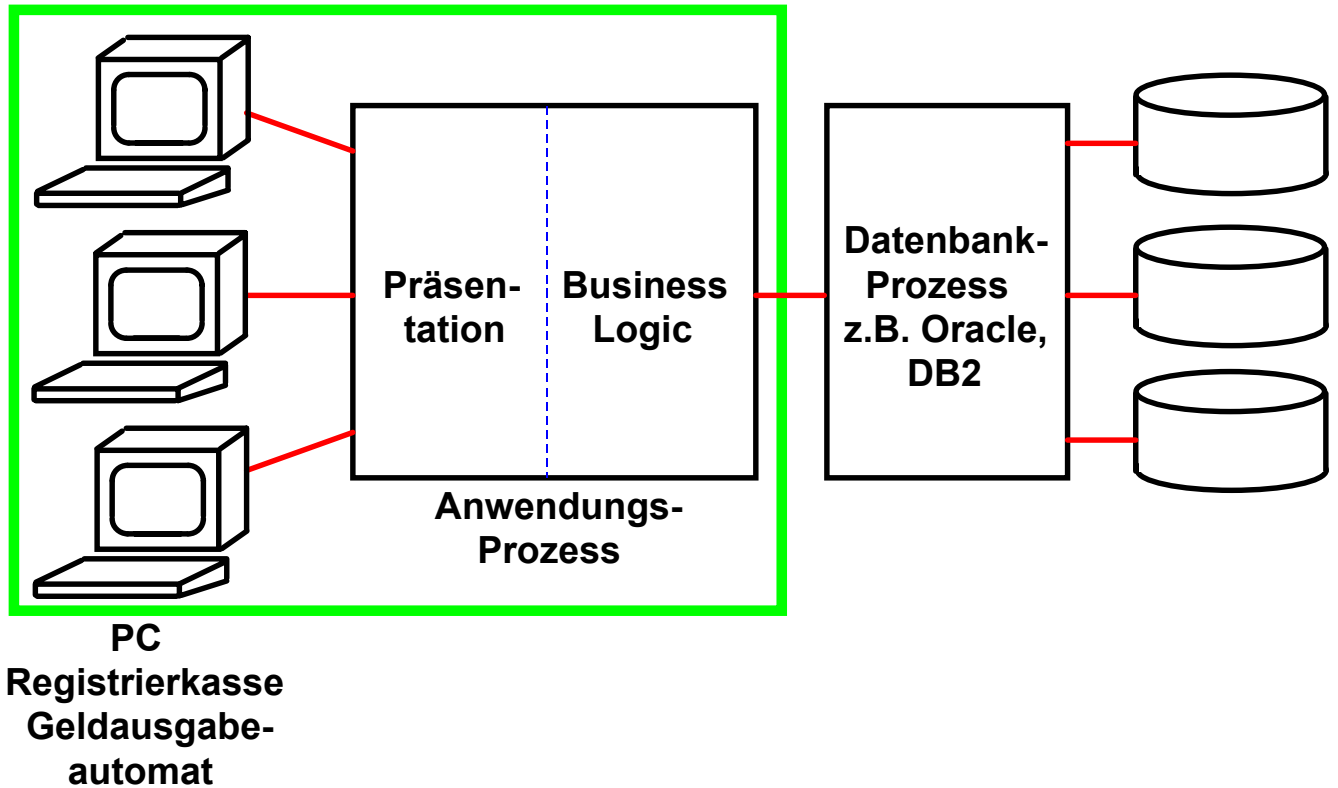 Präsen-
tation
Business
Logic
Datenbank-
Prozess
z.B. Oracle,
DB2
Anwendungs-
Prozess
PC
Registrierkasse
Geldausgabe-
automat